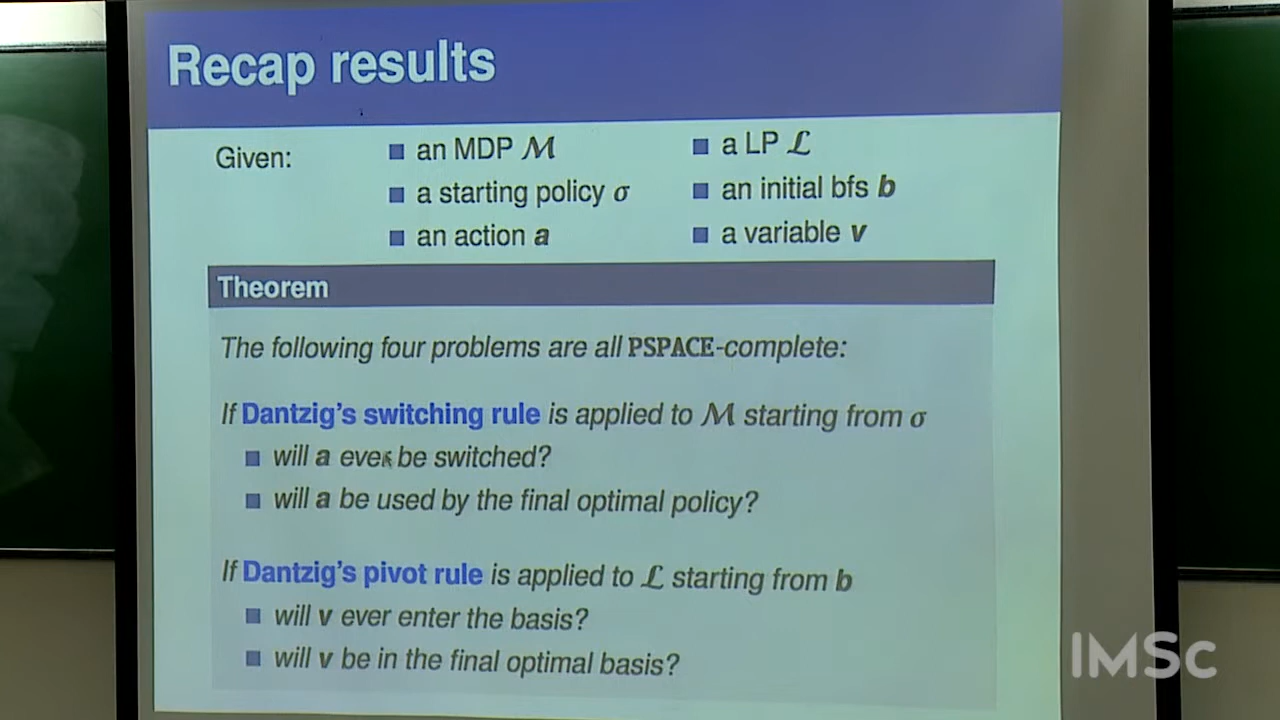 Recap results
Given:
■ an MDP ℳ
■ a starting policy σ
■ an action a
■ a LP ℒ
■ an initial bfs b
■ a variable v
Theorem
The following four problems are all PSPACE-complete:
If Dantzig's switching rule is applied to ℳ starting from σ
■ will a ever be switched?
■ will a be used by the final optimal policy?
If Dantzig's pivot rule is applied to ℒ starting from b
■ will v ever enter the basis?
■ will v be in the final optimal basis?
IMSc